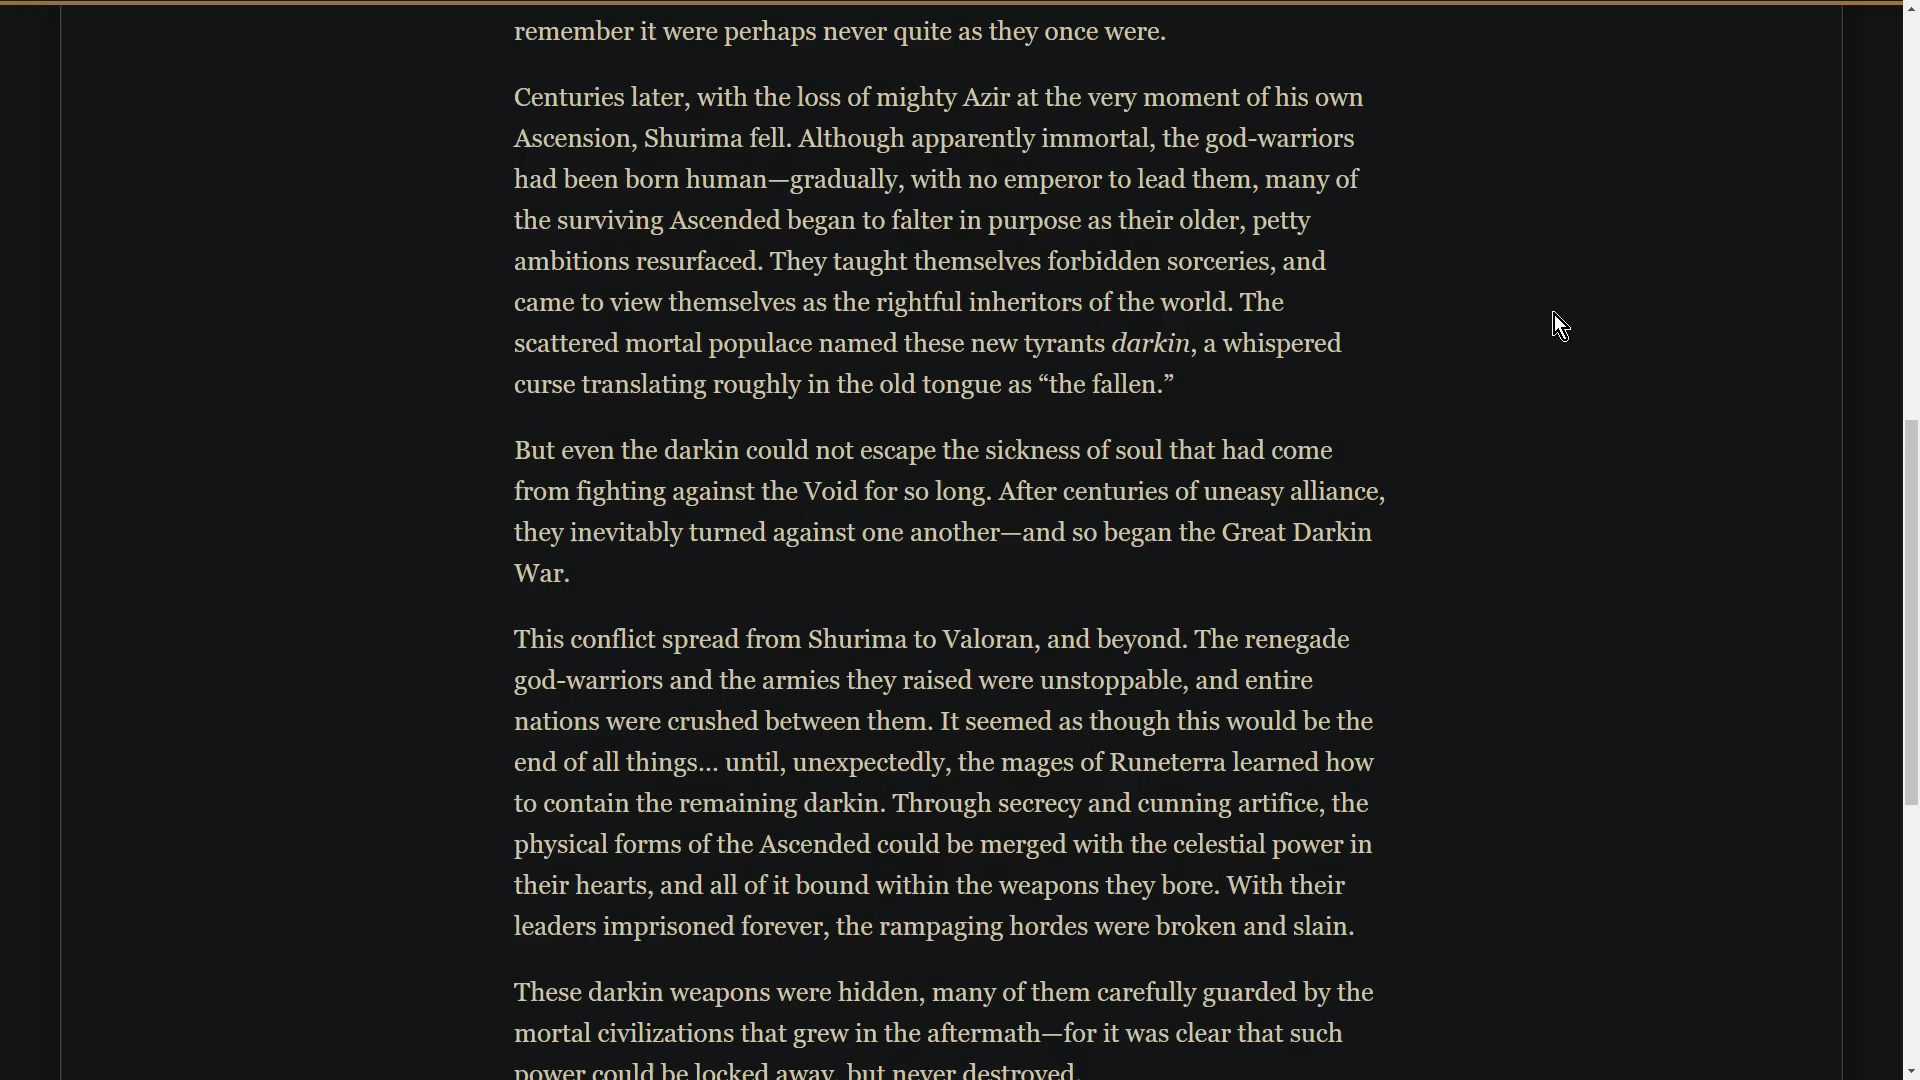 remember it were perhaps never quite as they once were.
Centuries later, with the loss of mighty Azir at the very moment of his own
Ascension, Shurima fell. Although apparently immortal, the god-warriors
had been born human—gradually, with no emperor to lead them, many of
the surviving Ascended began to falter in purpose as their older, petty
ambitions resurfaced. They taught themselves forbidden sorceries, and
came to view themselves as the rightful inheritors of the world. The
scattered mortal populace named these new tyrants darkin, a whispered
curse translating roughly in the old tongue as “the fallen.”
But even the darkin could not escape the sickness of soul that had come
from fighting against the Void for so long. After centuries of uneasy alliance,
they inevitably turned against one another—and so began the Great Darkin
War.
This conflict spread from Shurima to Valoran, and beyond. The renegade
god-warriors and the armies they raised were unstoppable, and entire
nations were crushed between them. It seemed as though this would be the
end of all things… until, unexpectedly, the mages of Runeterra learned how
to contain the remaining darkin. Through secrecy and cunning artifice, the
physical forms of the Ascended could be merged with the celestial power in
their hearts, and all of it bound within the weapons they bore. With their
leaders imprisoned forever, the rampaging hordes were broken and slain.
These darkin weapons were hidden, many of them carefully guarded by the
mortal civilizations that grew in the aftermath—for it was clear that such
power could be locked away, but never destroyed.